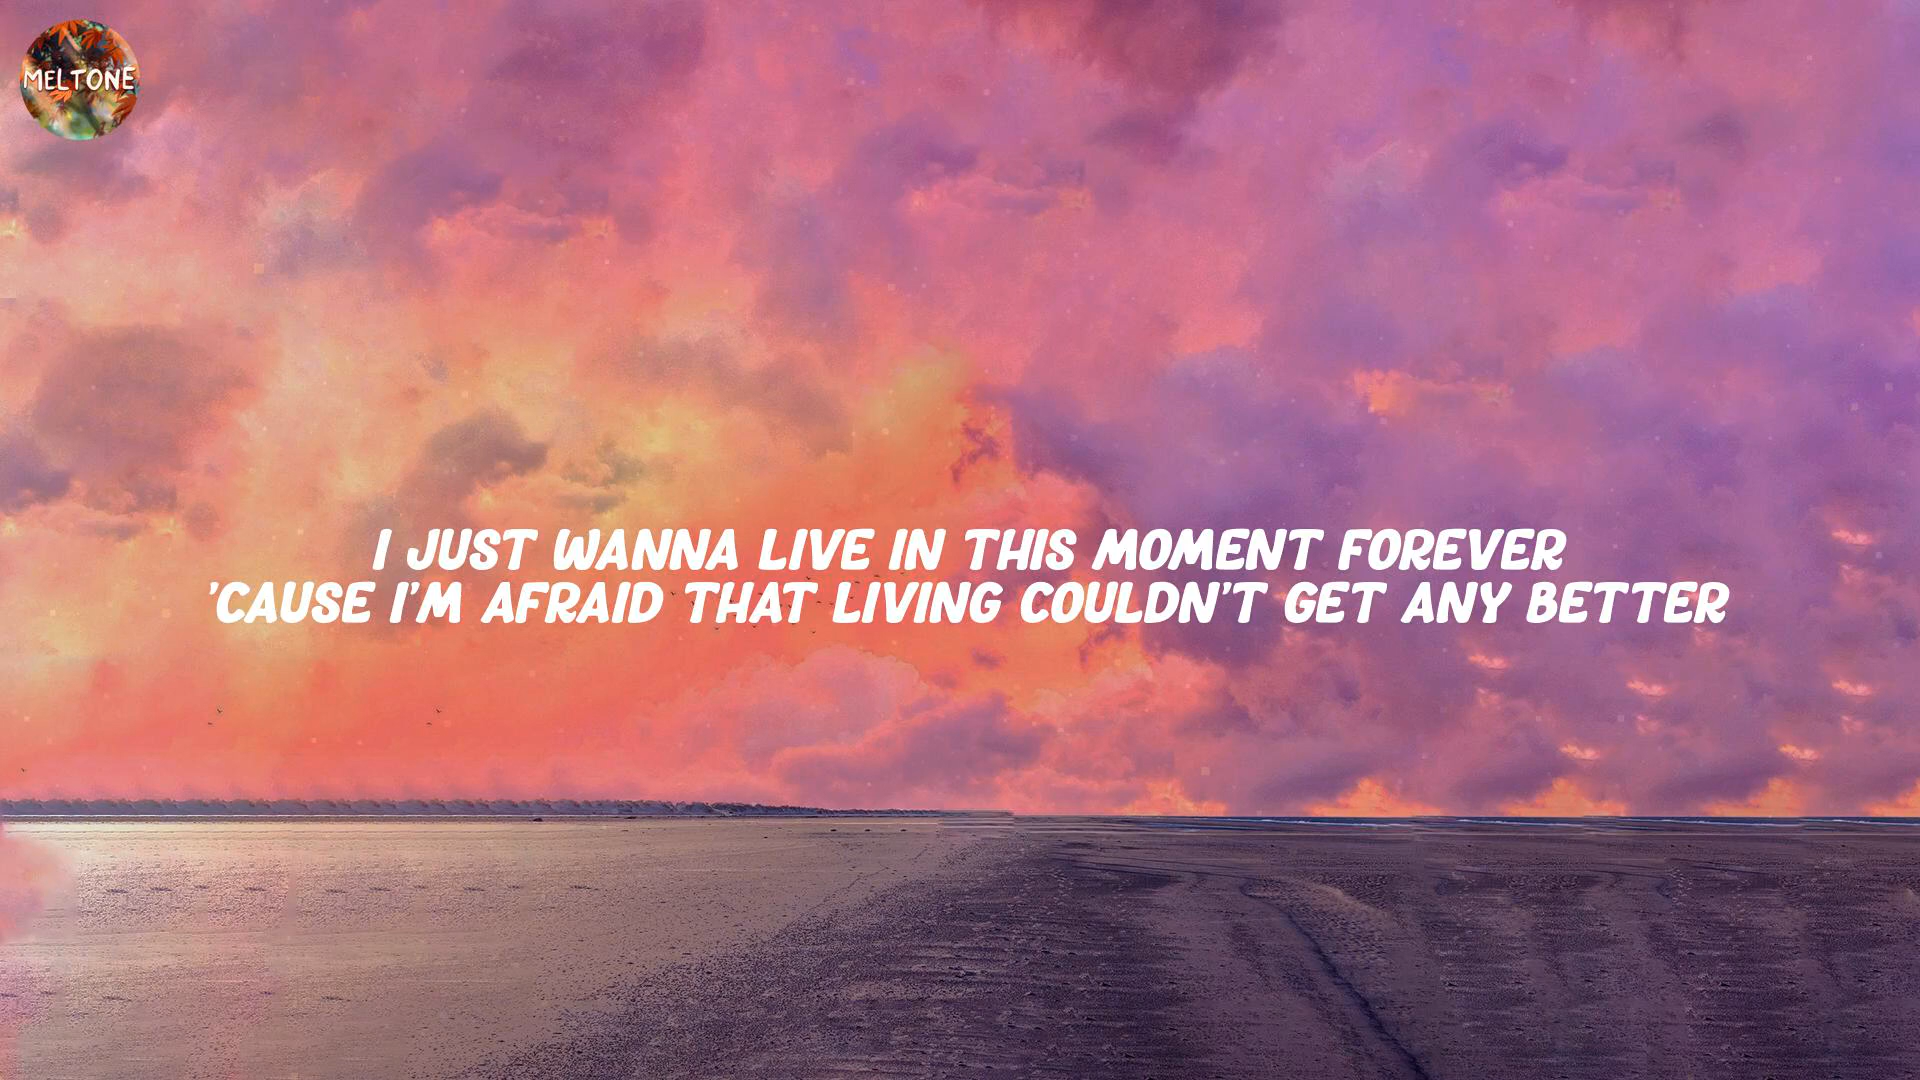 MELTONE
I JUST WANNA LIVE IN THIS MOMENT FOREVER
'CAUSE I'M AFRAID THAT LIVING COULDN'T GET ANY BETTER